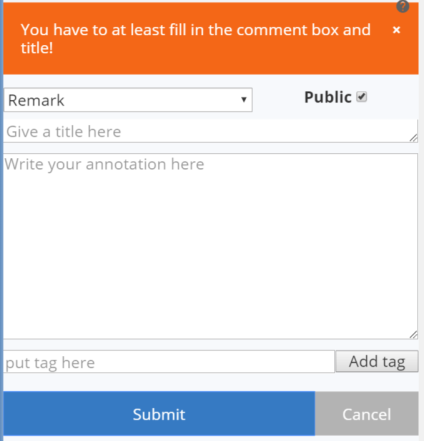 ?
You have to at least fill in the comment box and ×
title!
Remark
Public
Give a title here
Write your annotation here
put tag here
Add tag
Submit
Cancel